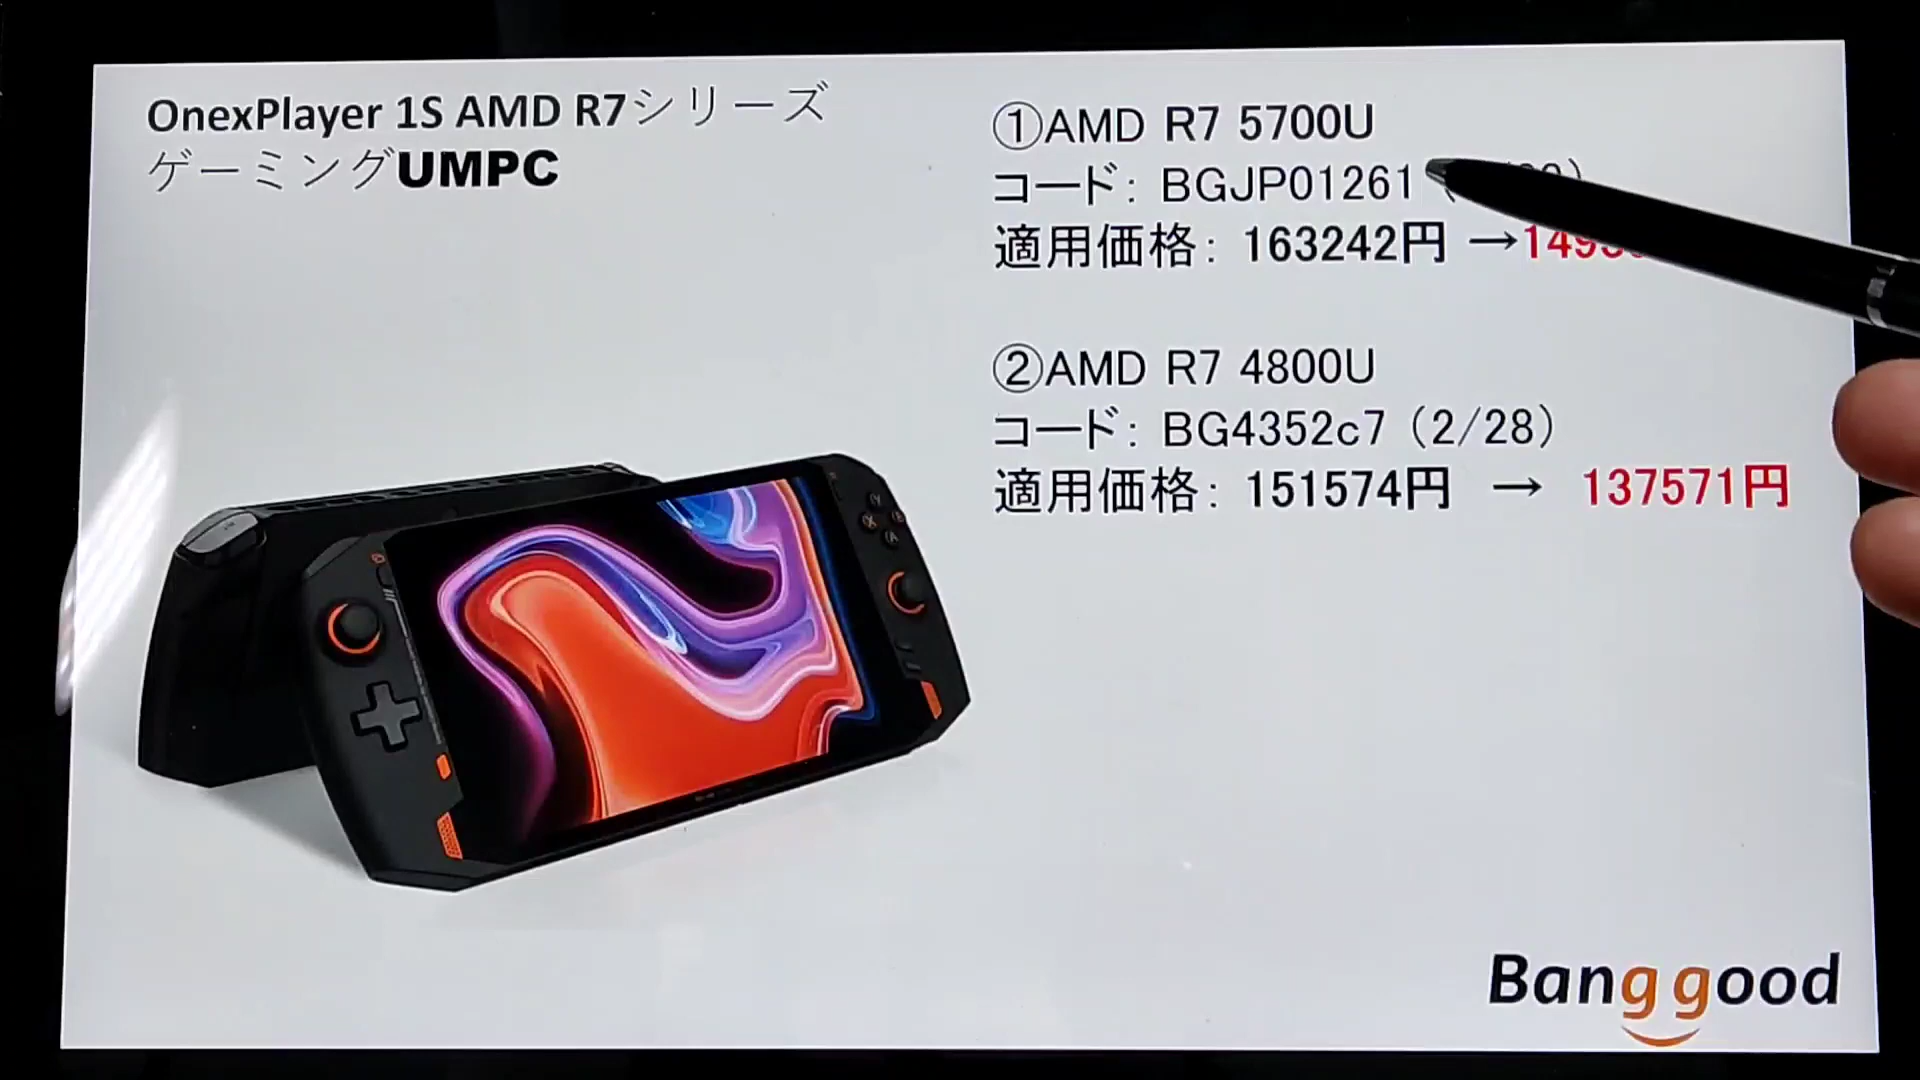 OnexPlayer 1S AMD R7シリーズ
ゲーミングUMPC
①AMD R7 5700U
コード：BGJP01261
適用価格：163242円 →
②AMD R7 4800U
コード：BG4352c7（2/28）
適用価格：151574円 → 137571円
Banggood